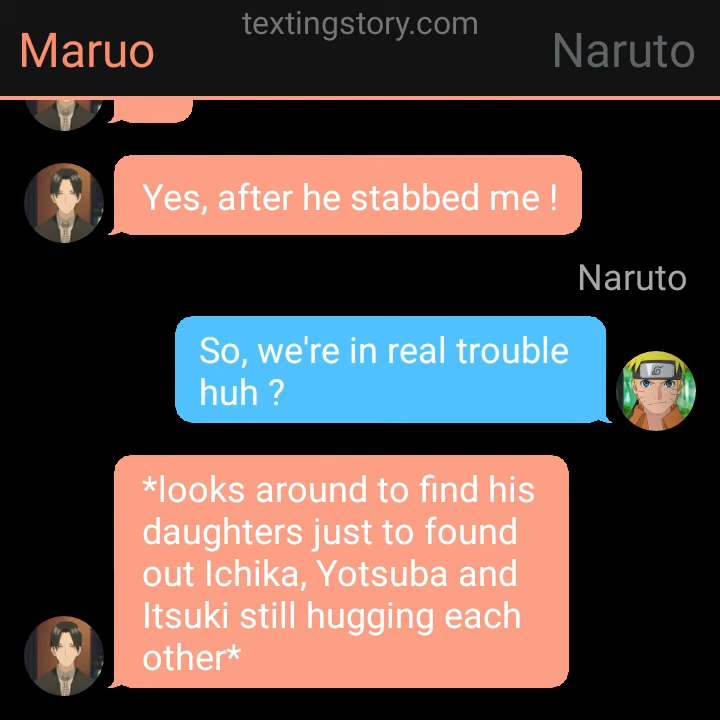 textingstory.com
Maruo
Naruto
Yes, after he stabbed me !
Naruto
So, we're in real trouble
huh ?
*looks around to find his
daughters just to found
out Ichika, Yotsuba and
Itsuki still hugging each
other*